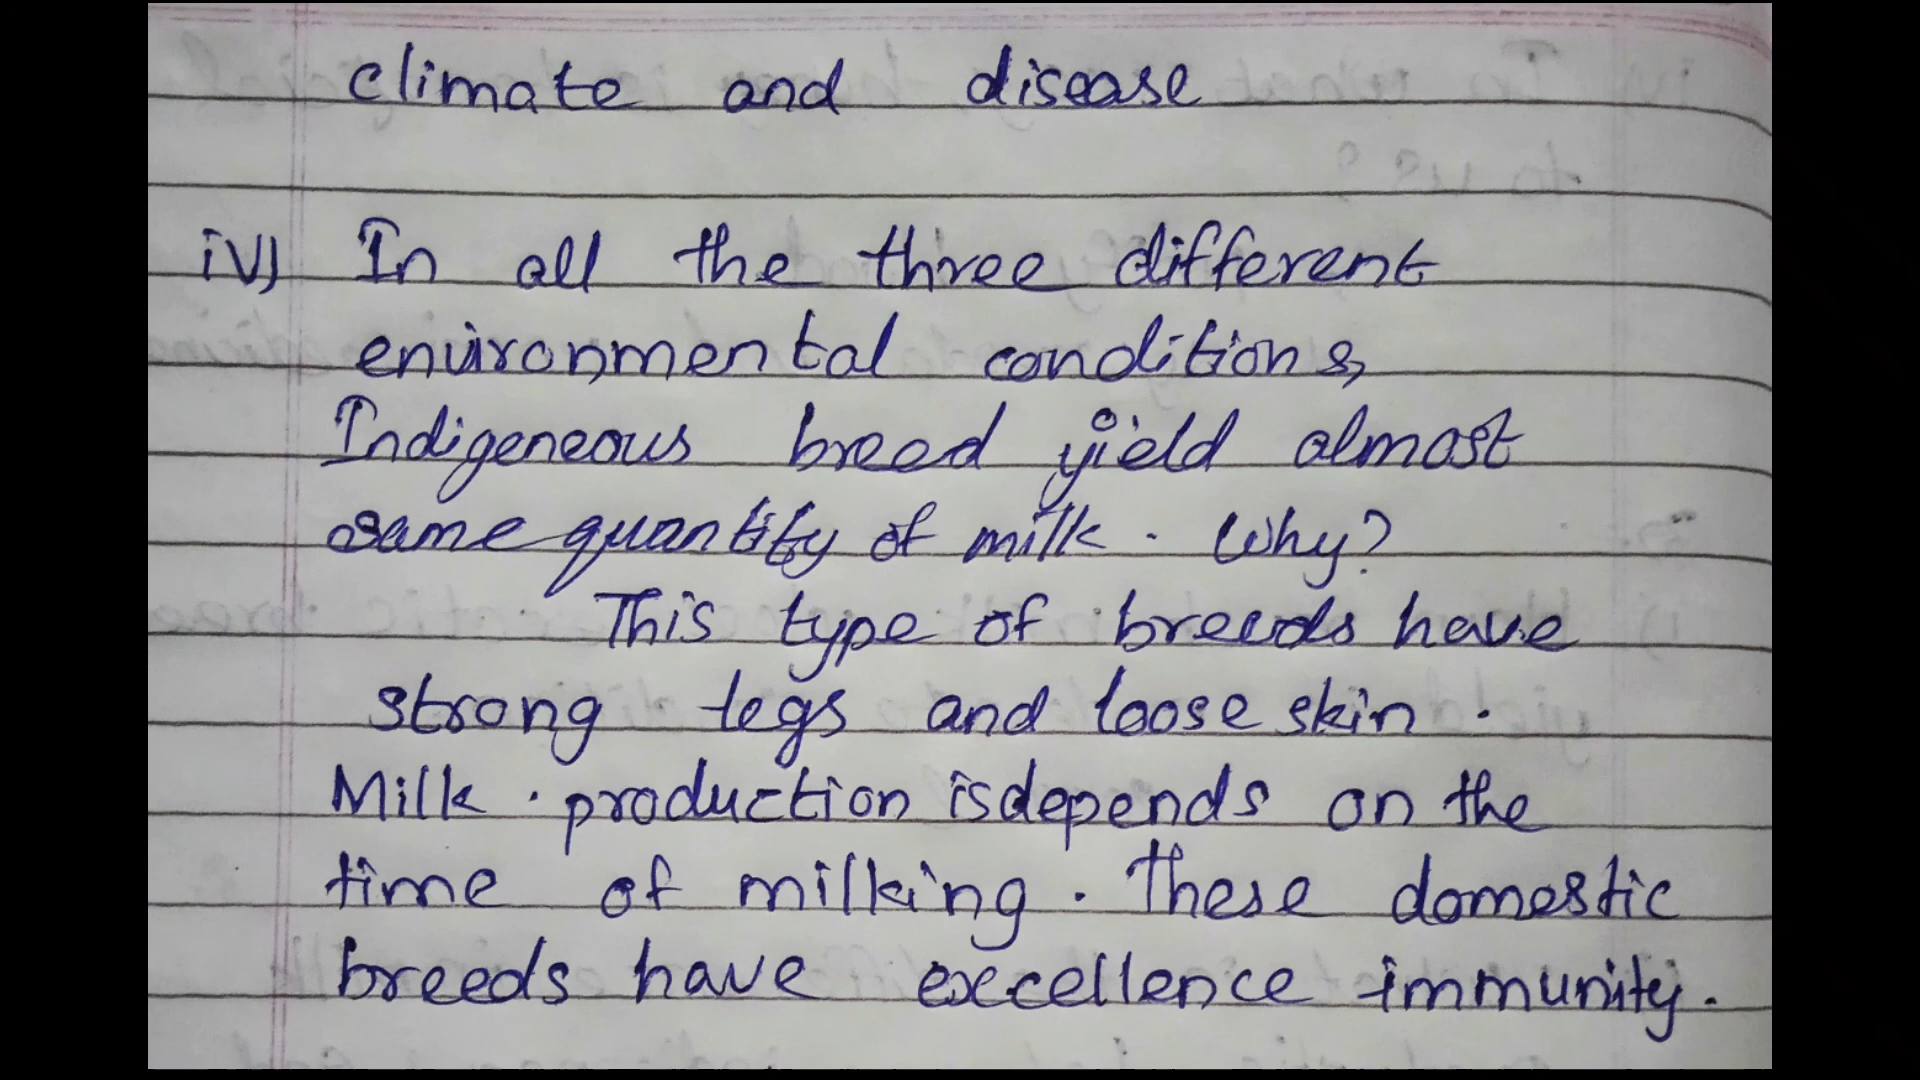 climate and disease
iv) In all the three different
environmental conditions,
Indigeneous breed yield almost
same quantity of milk. Why?
This type of breeds have
strong legs and loose skin.
Milk production is depends on the
time of milking. These domestic
breeds have excellence immunity.